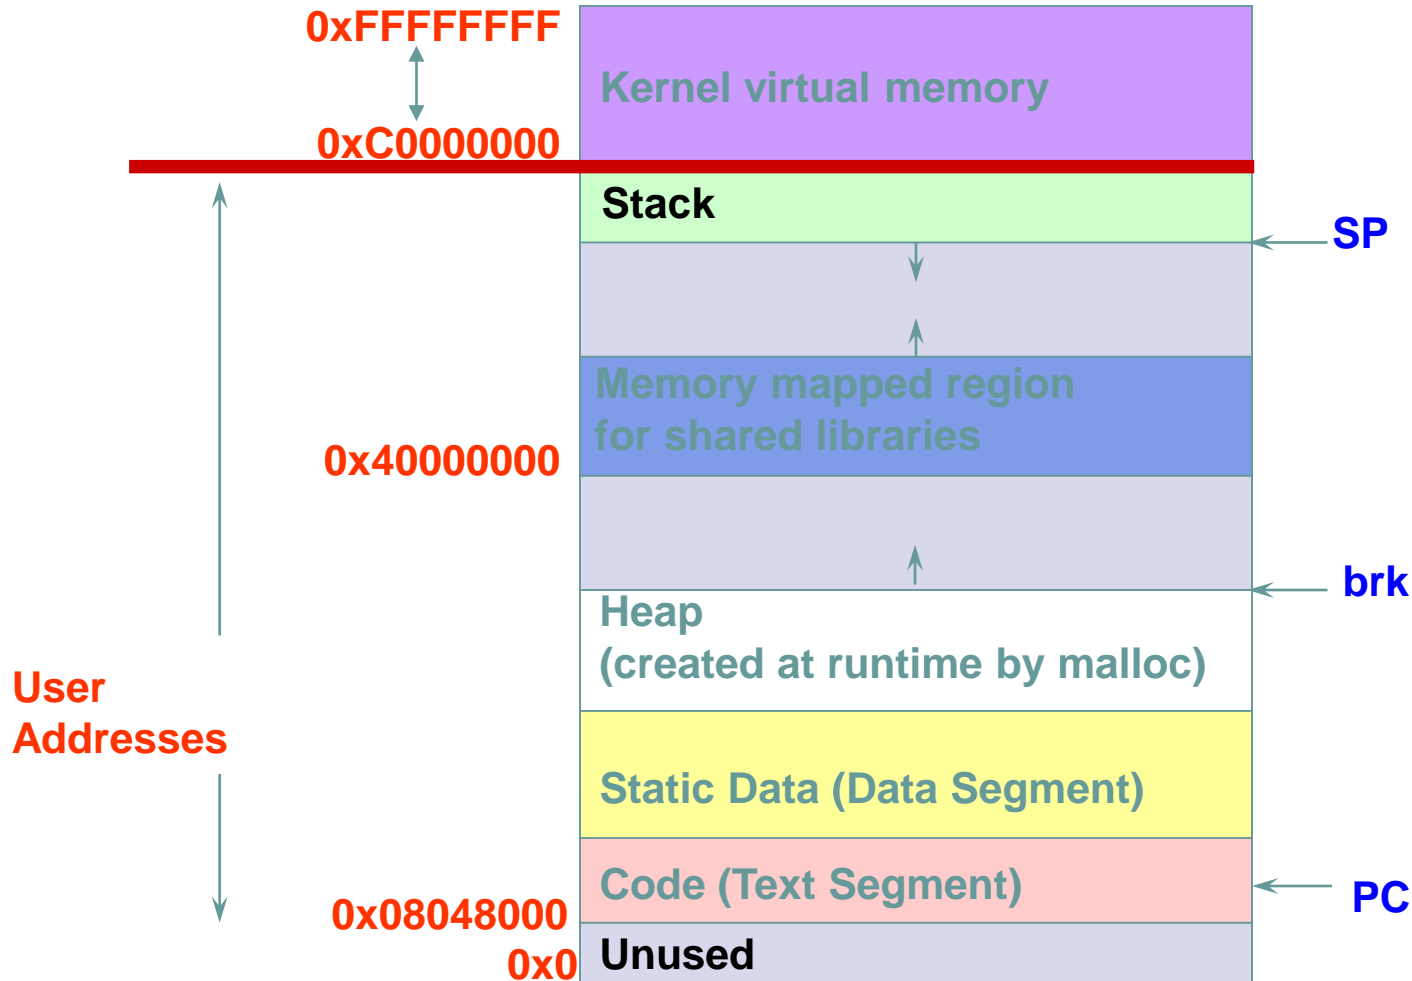 0xFFFFFFFF
Kernel virtual memory
0xC0000000
Stack
SP
Memory mapped region
for shared libraries
0x40000000
brk
Heap
(created at runtime by malloc)
User
Addresses
Static Data (Data Segment)
Code (Text Segment)
PC
0x08048000
Unused
0x0